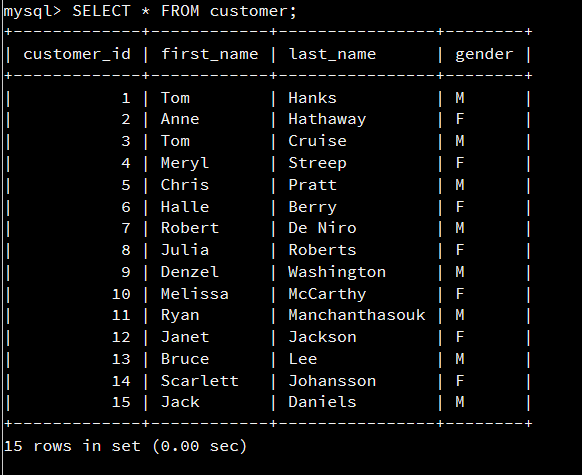 mysql> SELECT * FROM customer;
+-------------+------------+----------------+--------+
| customer_id | first_name | last_name      | gender |
+-------------+------------+----------------+--------+
|           1 | Tom        | Hanks          | M      |
|           2 | Anne       | Hathaway       | F      |
|           3 | Tom        | Cruise         | M      |
|           4 | Meryl      | Streep         | F      |
|           5 | Chris      | Pratt          | M      |
|           6 | Halle      | Berry          | F      |
|           7 | Robert     | De Niro        | M      |
|           8 | Julia      | Roberts        | F      |
|           9 | Denzel     | Washington     | M      |
|          10 | Melissa    | McCarthy       | F      |
|          11 | Ryan       | Manchanthasouk | M      |
|          12 | Janet      | Jackson        | F      |
|          13 | Bruce      | Lee            | M      |
|          14 | Scarlett   | Johansson      | F      |
|          15 | Jack       | Daniels        | M      |
+-------------+------------+----------------+--------+
15 rows in set (0.00 sec)